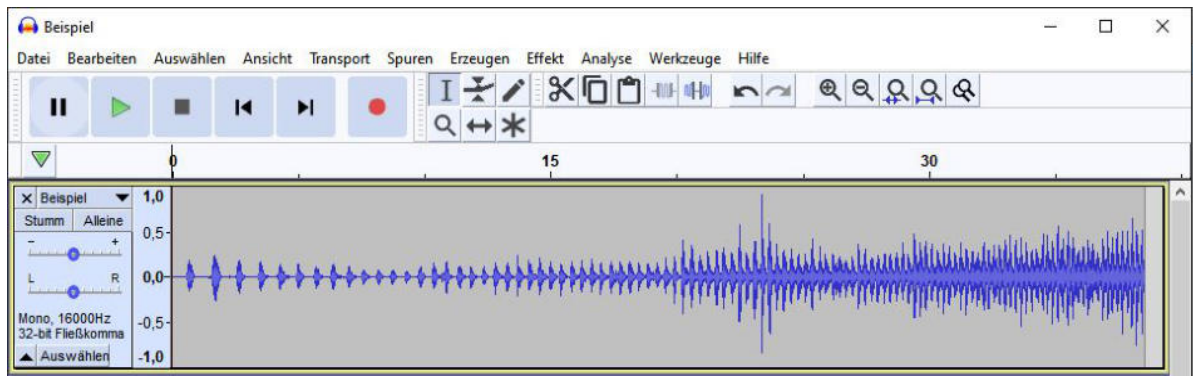 Beispiel
Datei Bearbeiten Auswählen Ansicht Transport Spuren Erzeugen Effekt Analyse Werkzeuge Hilfe
0 15 30
Beispiel
Stumm Alleine
- +
L R
Mono, 16000Hz
32-bit Fließkomma
Auswählen
1,0
0,5-
0,0-
-0,5-
-1,0